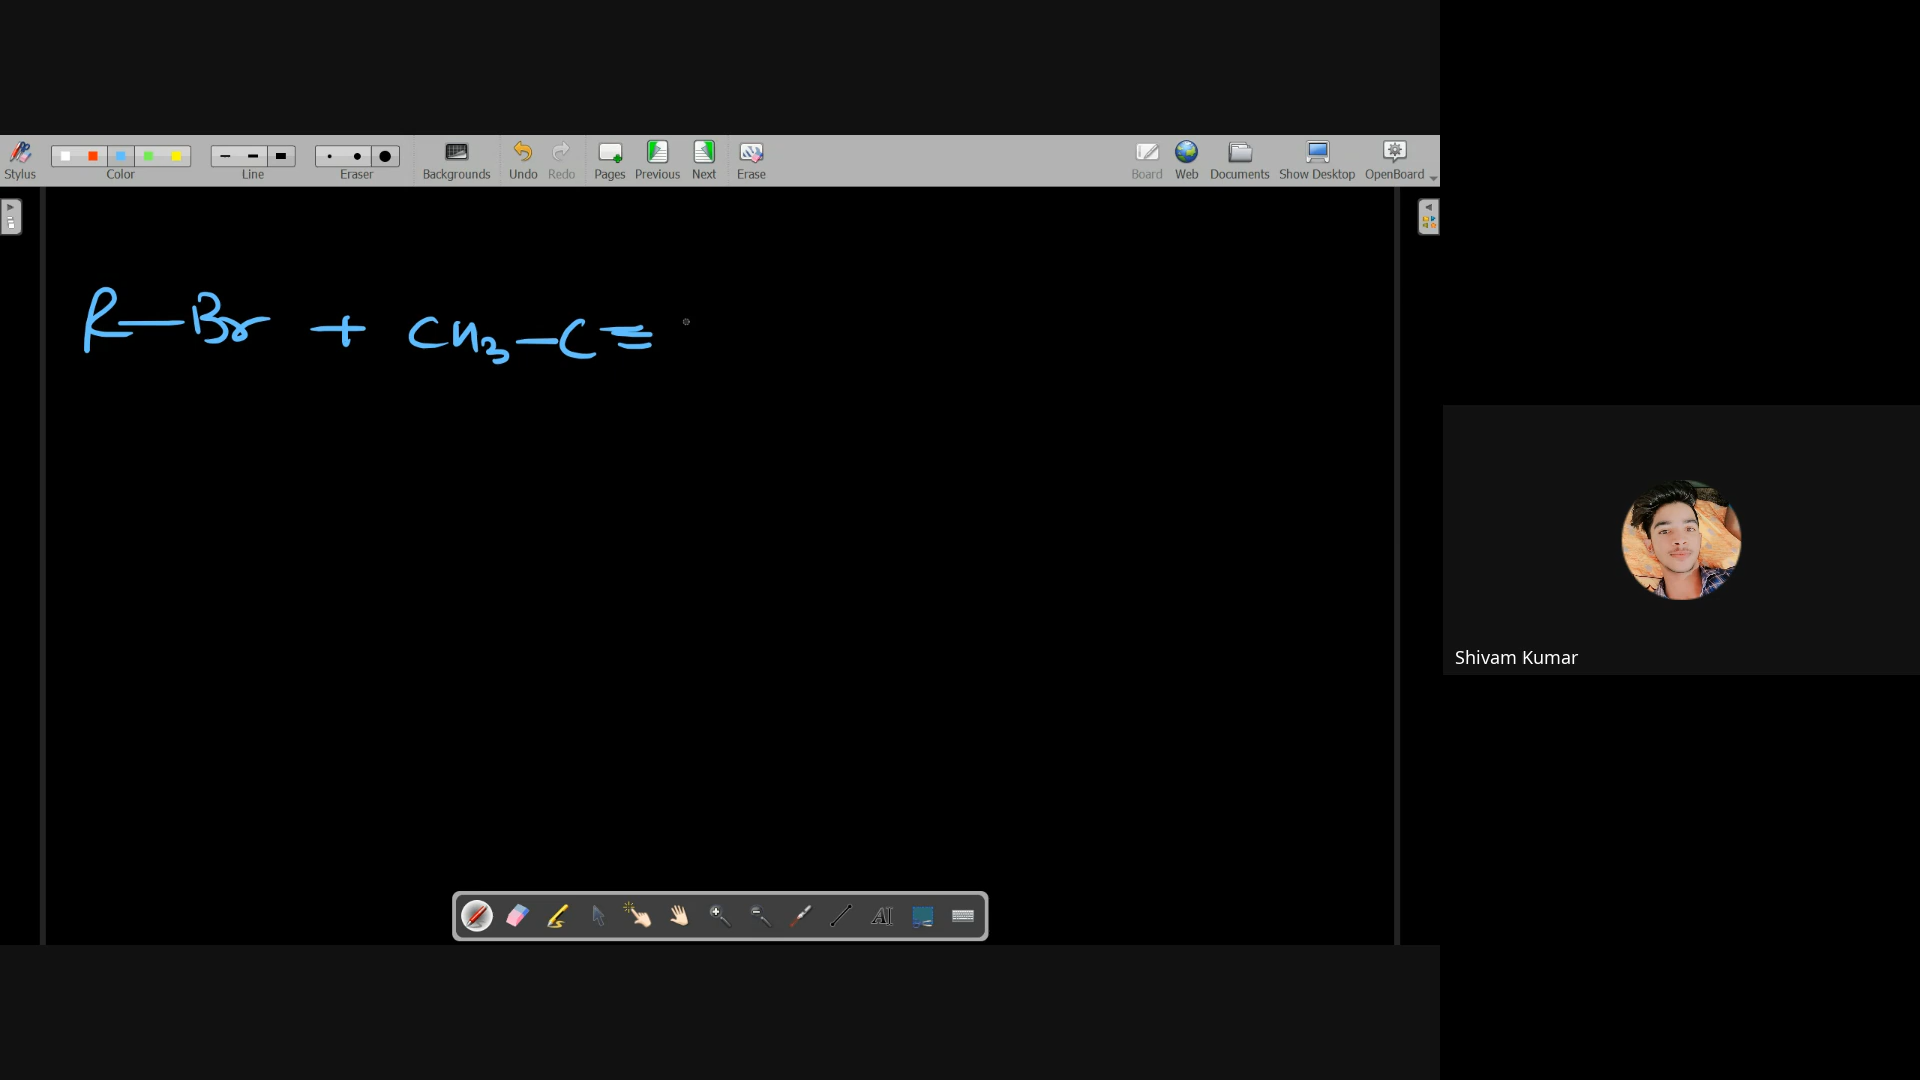 Stylus Color Line Eraser Backgrounds Undo Redo Pages Previous Next Erase Board Web Documents Show Desktop OpenBoard
R—Br + CH₃—C≡
Shivam Kumar